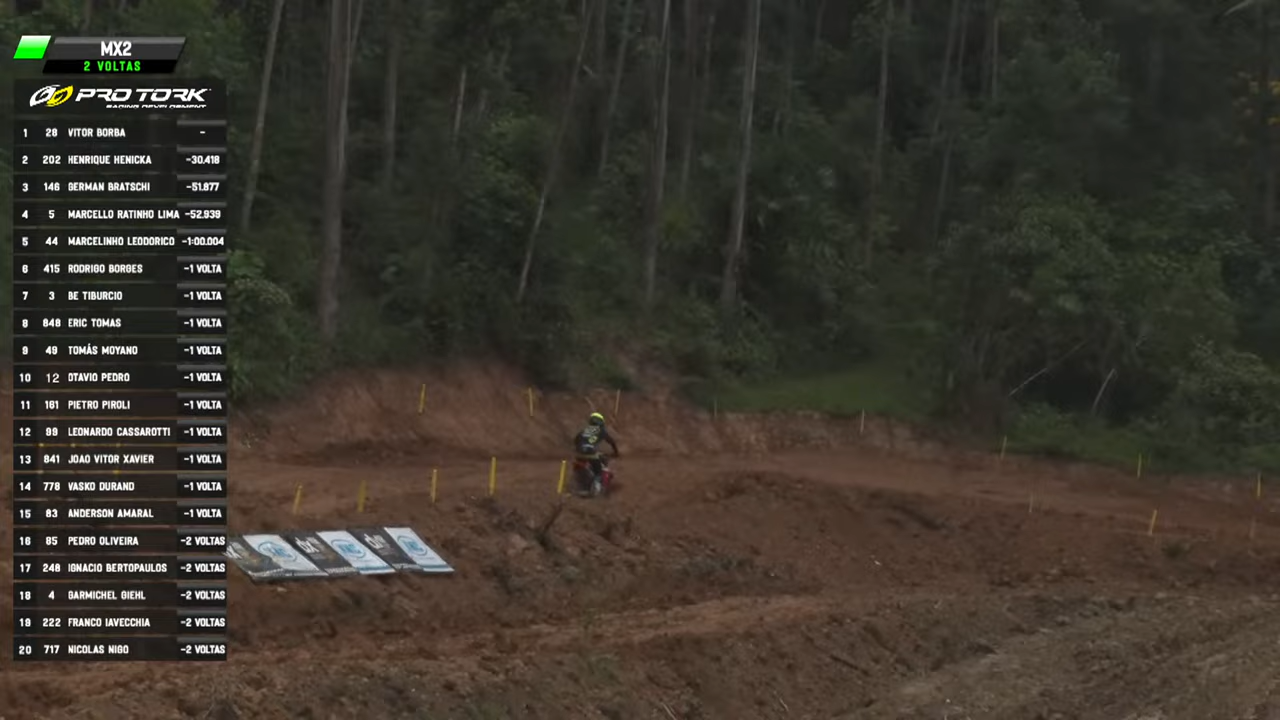 MX2
2 VOLTAS
PRO TORK
RACING DEVELOPMENT
1 28 VITOR BORBA -
2 202 HENRIQUE HENICKA -30.418
3 146 GERMAN BRATSCHI -51.877
4 5 MARCELLO RATINHO LIMA -52.939
5 44 MARCELINHO LEODORICO -1:00.004
6 415 RODRIGO BORGES -1 VOLTA
7 3 BE TIBURCIO -1 VOLTA
8 848 ERIC TOMAS -1 VOLTA
9 49 TOMÁS MOYANO -1 VOLTA
10 12 OTAVIO PEDRO -1 VOLTA
11 161 PIETRO PIROLI -1 VOLTA
12 99 LEONARDO CASSAROTTI -1 VOLTA
13 841 JOAO VITOR XAVIER -1 VOLTA
14 778 VASKO DURAND -1 VOLTA
15 83 ANDERSON AMARAL -1 VOLTA
16 85 PEDRO OLIVEIRA -2 VOLTAS
17 248 IGNACIO BERTOPAULOS -2 VOLTAS
18 4 GARMICHEL GIEHL -2 VOLTAS
19 222 FRANCO IAVECCHIA -2 VOLTAS
20 717 NICOLAS NIGO -2 VOLTAS